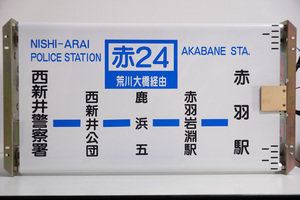 NISHI-ARAI
POLICE STATION
赤24
荒川大橋経由
AKABANE STA.
西新井警察署
西新井公団
鹿浜五
赤羽岩淵駅
赤羽駅